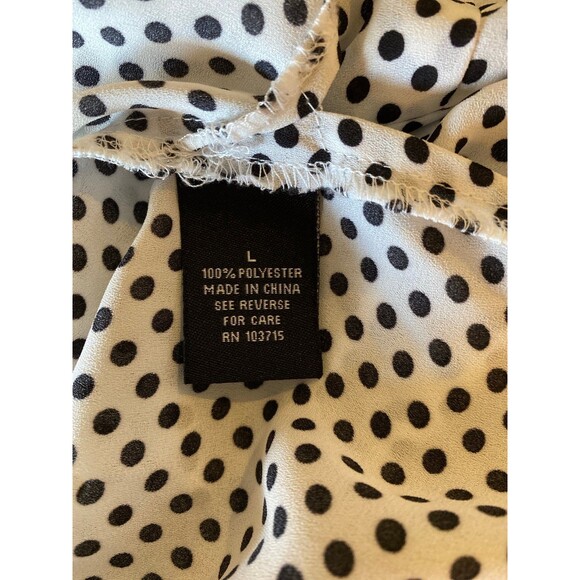 L
100% POLYESTER
MADE IN CHINA
SEE REVERSE
FOR CARE
RN 103715